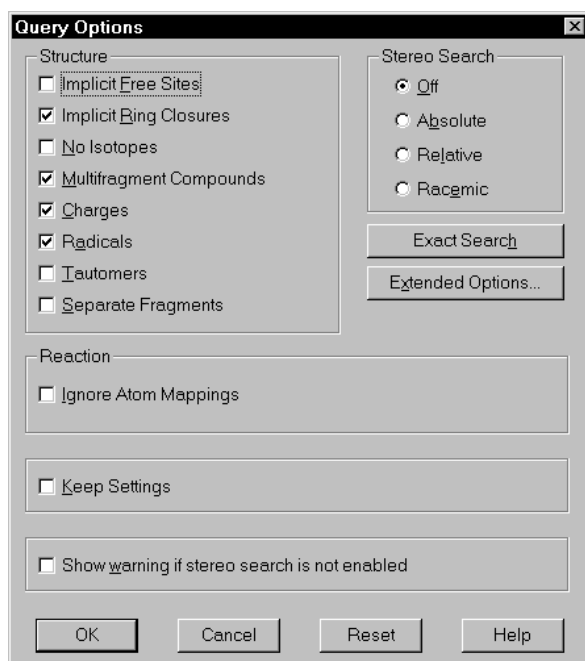 Query Options
Structure
Implicit Free Sites
Implicit Ring Closures
No Isotopes
Multifragment Compounds
Charges
Radicals
Tautomers
Separate Fragments
Stereo Search
Off
Absolute
Relative
Racemic
Exact Search
Extended Options...
Reaction
Ignore Atom Mappings
Keep Settings
Show warning if stereo search is not enabled
OK Cancel Reset Help